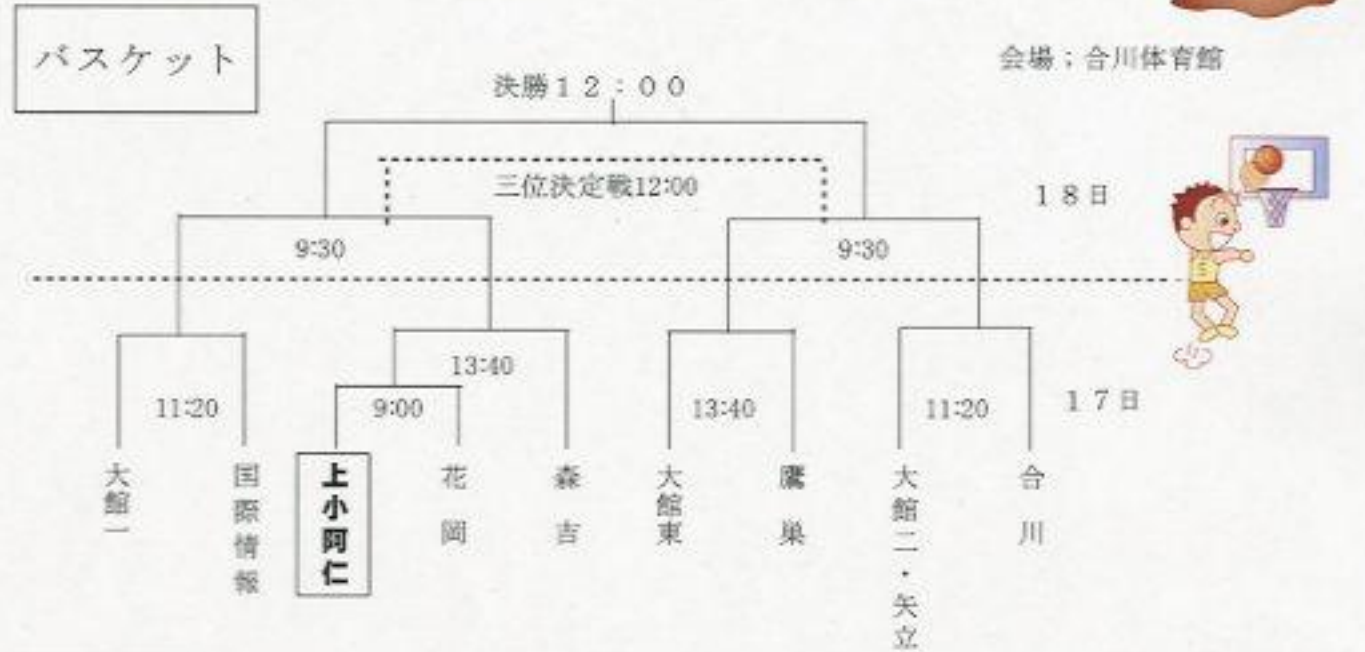 バスケット
会場；合川体育館
決勝１２：００
三位決定戦12:00
１８日
9:30
9:30
13:40
11:20
9:00
13:40
11:20
１７日
大館一
国際情報
上小阿仁
花岡
森吉
大館東
鷹巣
大館二・矢立
合川